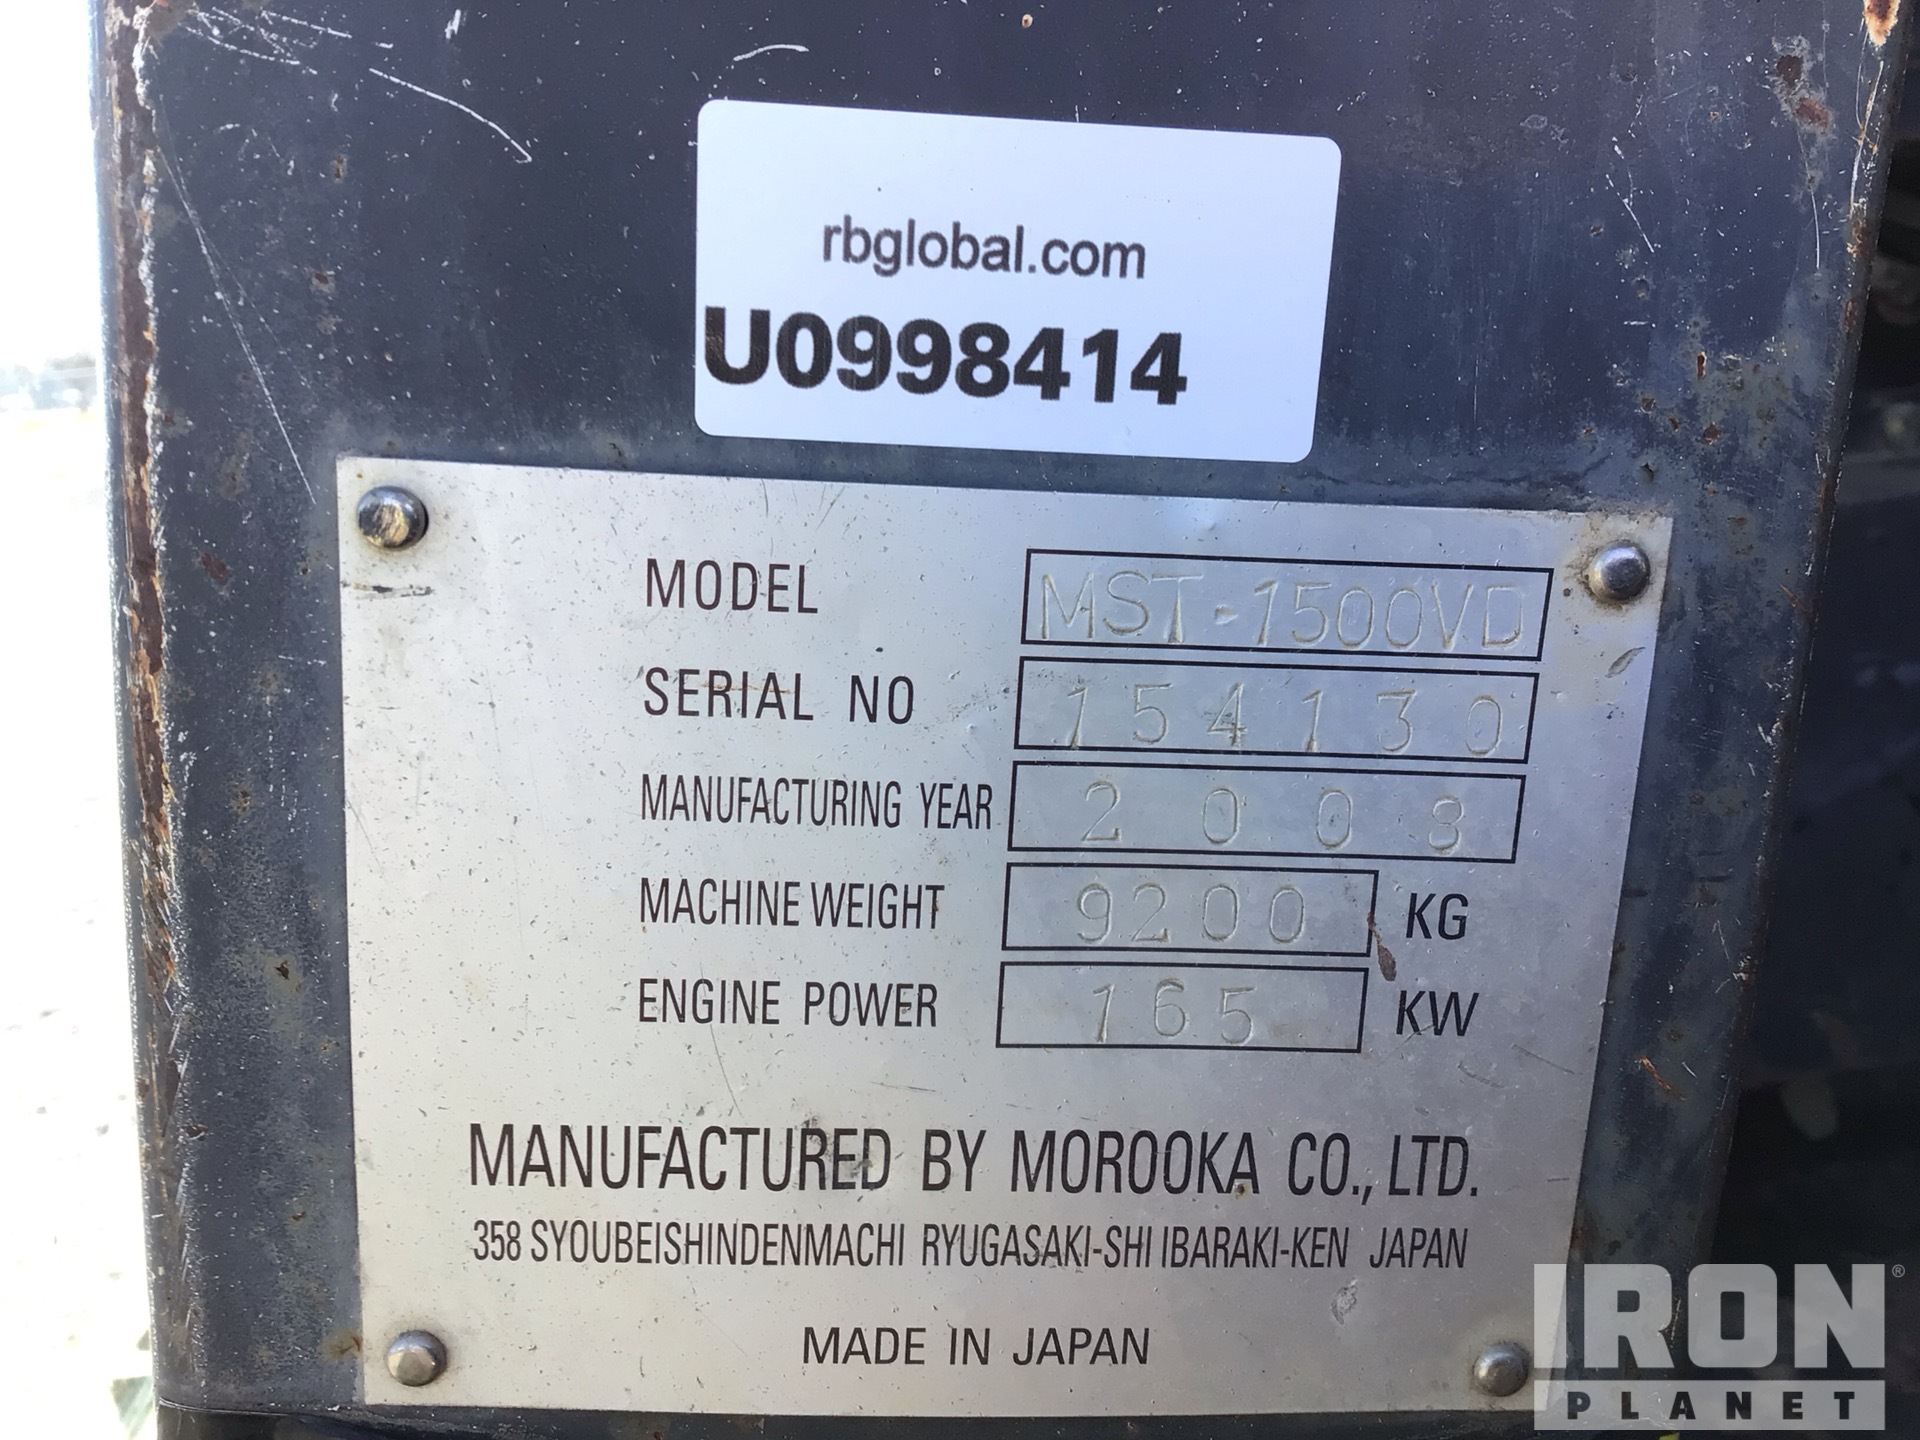 rbglobal.com
U0998414
MODEL MST-1500VD
SERIAL NO 154130
MANUFACTURING YEAR 2008
MACHINE WEIGHT 9200 KG
ENGINE POWER 165 KW
MANUFACTURED BY MOROOKA CO., LTD.
358 SYOUBEISHINDENMACHI RYUGASAKI-SHI IBARAKI-KEN JAPAN
MADE IN JAPAN
IRON ®
PLANET